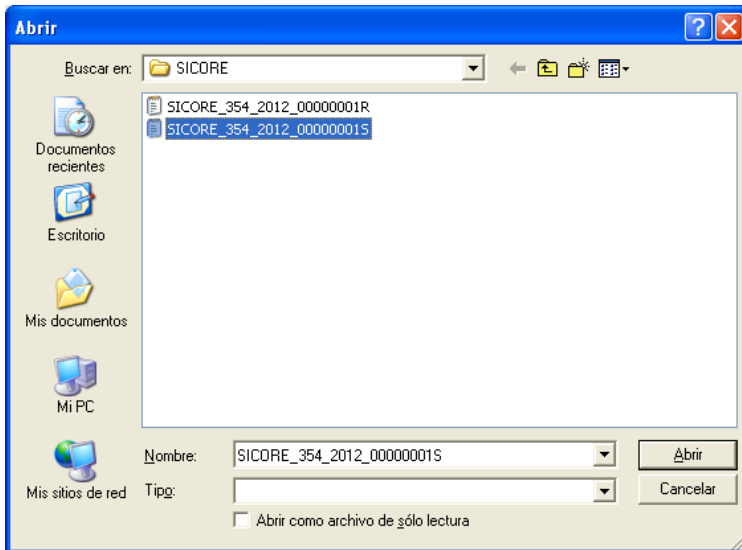 Abrir
Buscar en: SICORE
SICORE_354_2012_00000001R
SICORE_354_2012_00000001S
Documentos
recientes
Escritorio
Mis documentos
Mi PC
Mis sitios de red
Nombre: SICORE_354_2012_00000001S Abrir
Tipo: Cancelar
Abrir como archivo de sólo lectura